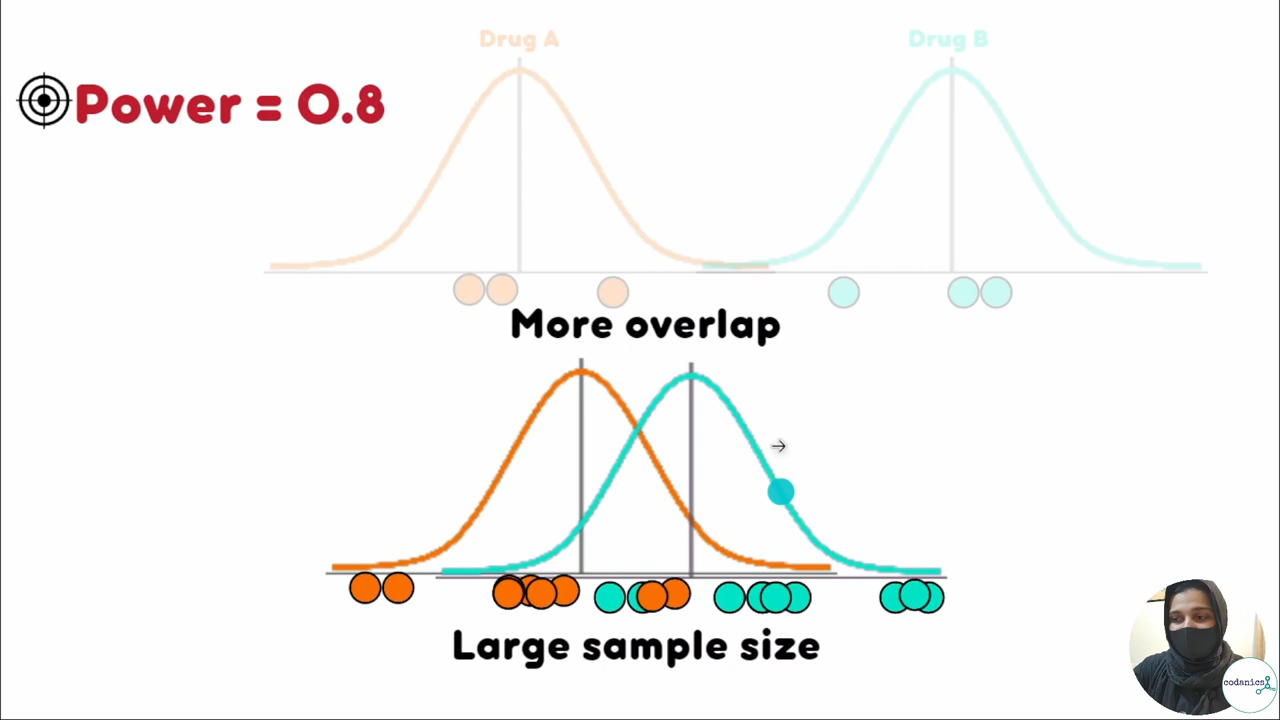 Drug A
Drug B
Power = 0.8
More overlap
Large sample size
codanics